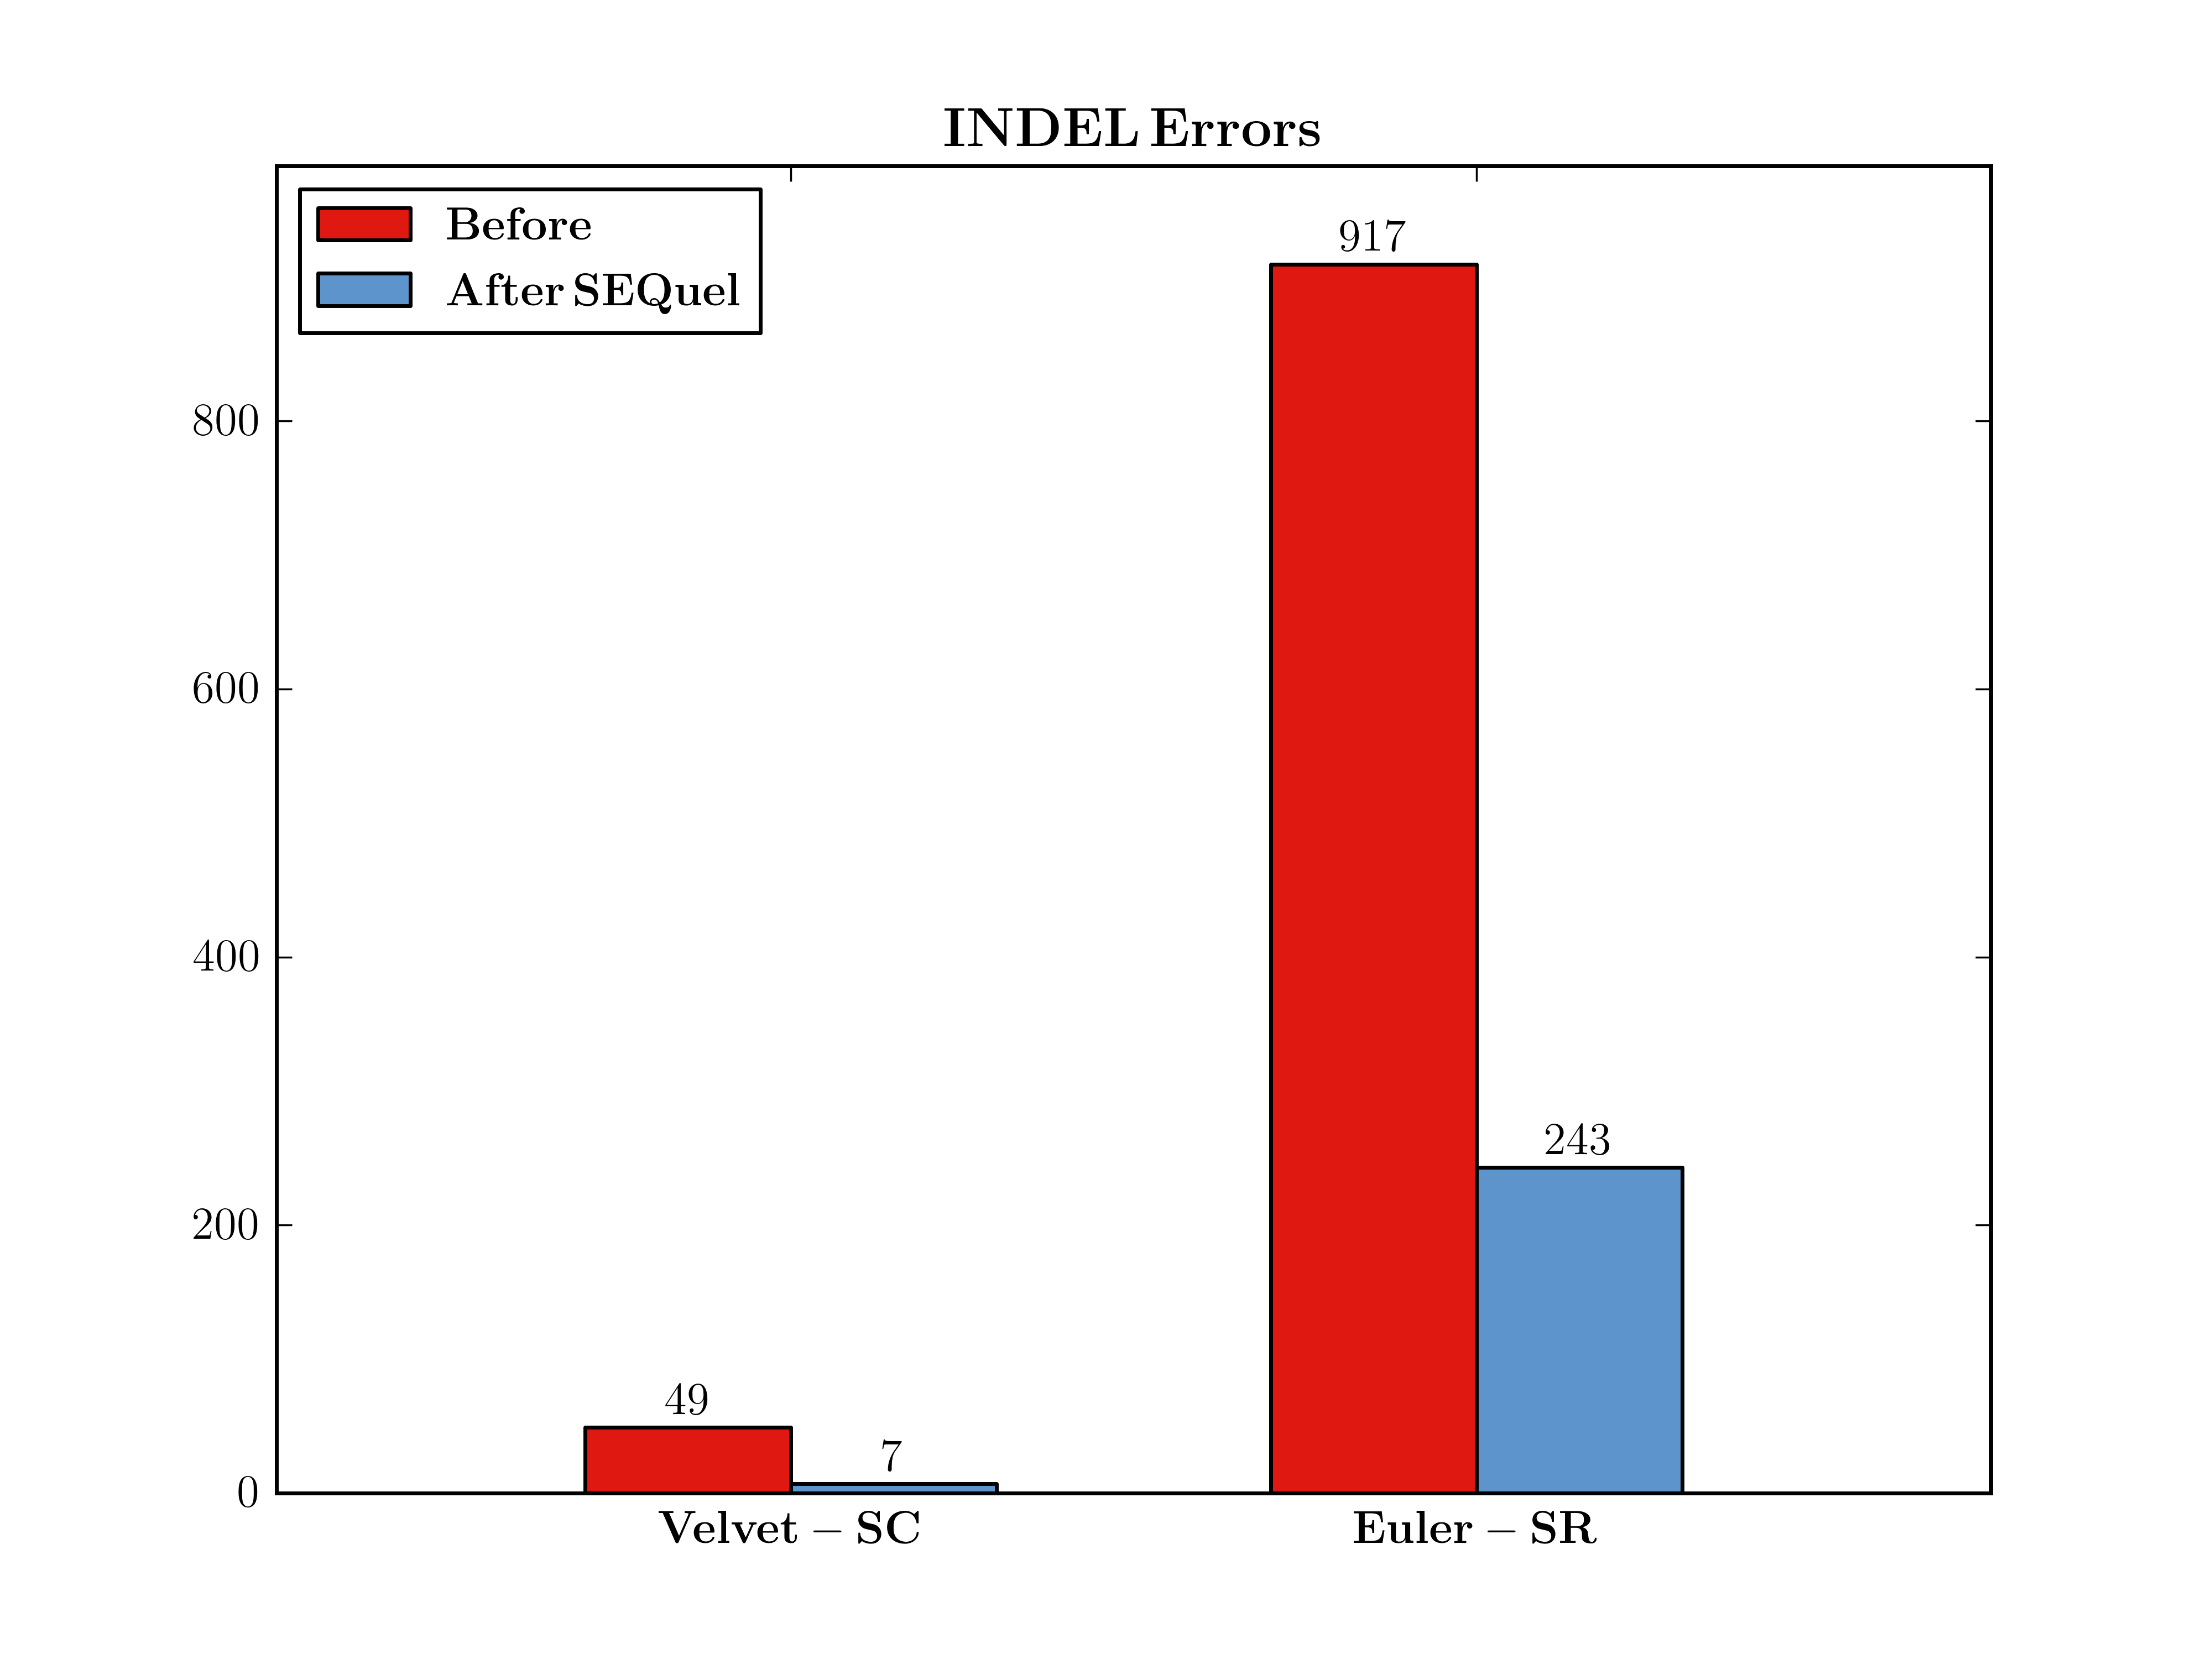 INDEL Errors
Before
After SEQuel
917
800
600
400
243
200
49
7
0
Velvet – SC
Euler – SR